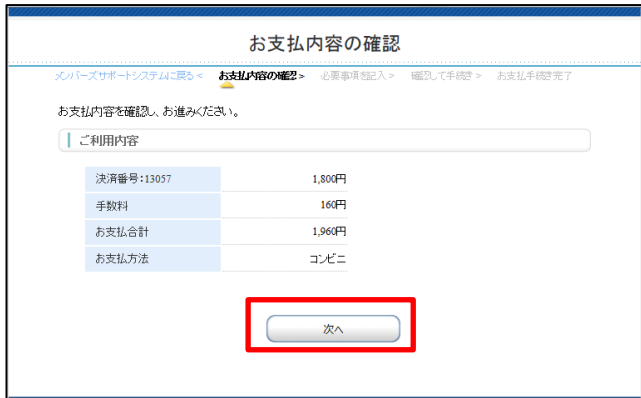 お支払内容の確認
メンバーズサポートシステムに戻る < お支払内容の確認 > 必要事項を記入 > 確認して手続き > お支払手続き完了
お支払内容を確認し、お進みください。
ご利用内容
決済番号:13057 1,800円
手数料 160円
お支払合計 1,960円
お支払方法 コンビニ
次へ